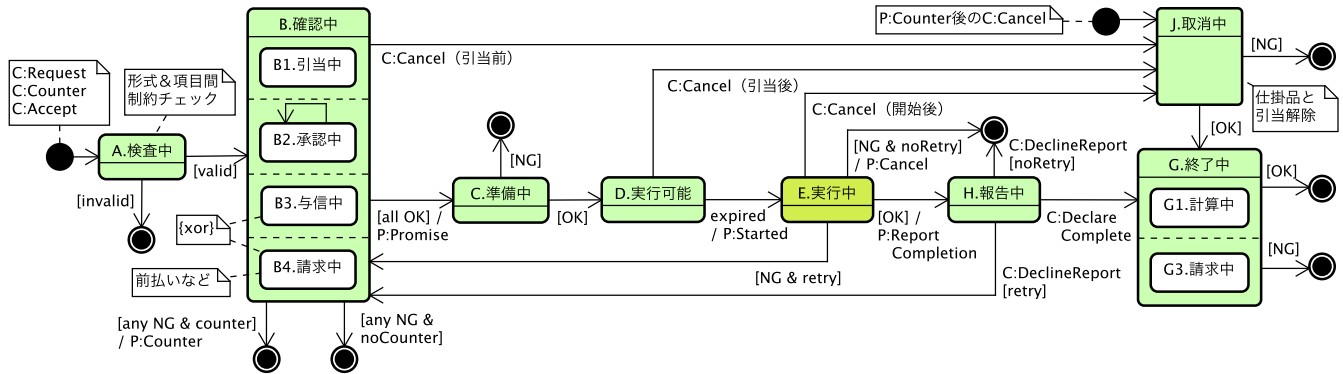 C:Request
C:Counter
C:Accept
形式＆項目間
制約チェック
A.検査中
[valid]
[invalid]
B.確認中
B1.引当中
B2.承認中
B3.与信中
B4.請求中
{xor}
前払いなど
[any NG & counter]
/ P:Counter
[any NG &
noCounter]
C:Cancel（引当前）
[all OK] /
P:Promise
C.準備中
[NG]
[OK]
D.実行可能
C:Cancel（引当後）
expired
/ P:Started
E.実行中
C:Cancel（開始後）
[NG & noRetry]
/ P:Cancel
[OK] /
P:Report
Completion
[NG & retry]
H.報告中
C:DeclineReport
[noRetry]
C:Declare
Complete
C:DeclineReport
[retry]
P:Counter後のC:Cancel
J.取消中
[NG]
仕掛品と
引当解除
[OK]
G.終了中
G1.計算中
G3.請求中
[OK]
[NG]